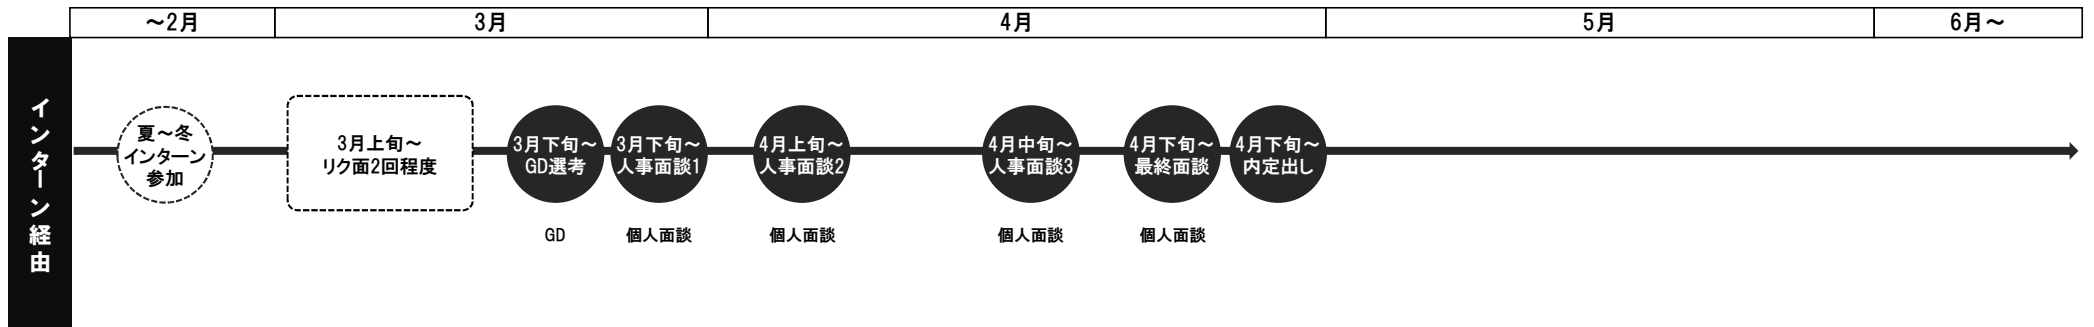 ～2月
3月
4月
5月
6月～
インターン経由
夏～冬
インターン
参加
3月上旬～
リク面2回程度
3月下旬～
GD選考
3月下旬～
人事面談1
4月上旬～
人事面談2
4月中旬～
人事面談3
4月下旬～
最終面談
4月下旬～
内定出し
GD
個人面談
個人面談
個人面談
個人面談